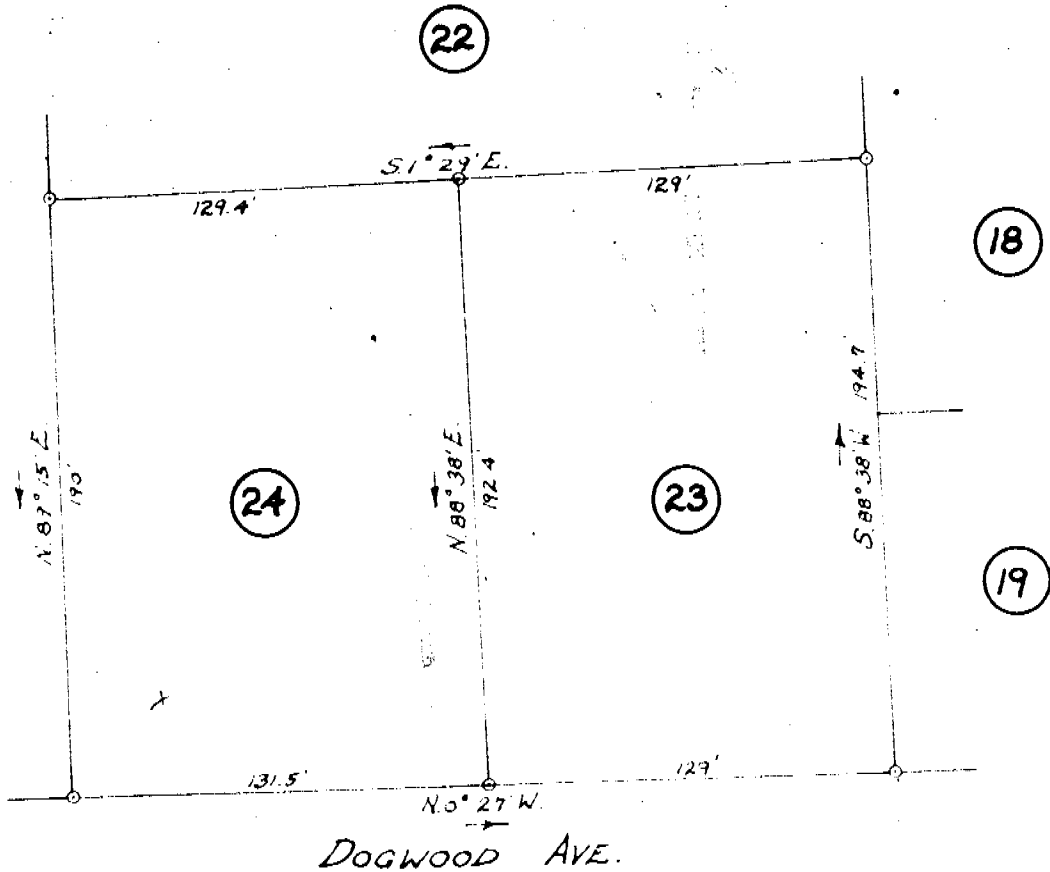 22
S.1° 29' E.
129.4'
129'
18
N. 87° 15' E.
190'
24
N. 88° 38' E.
192.4
23
S. 88° 38' W
194.7
19
131.5'
N.0° 27' W.
DOGWOOD AVE.